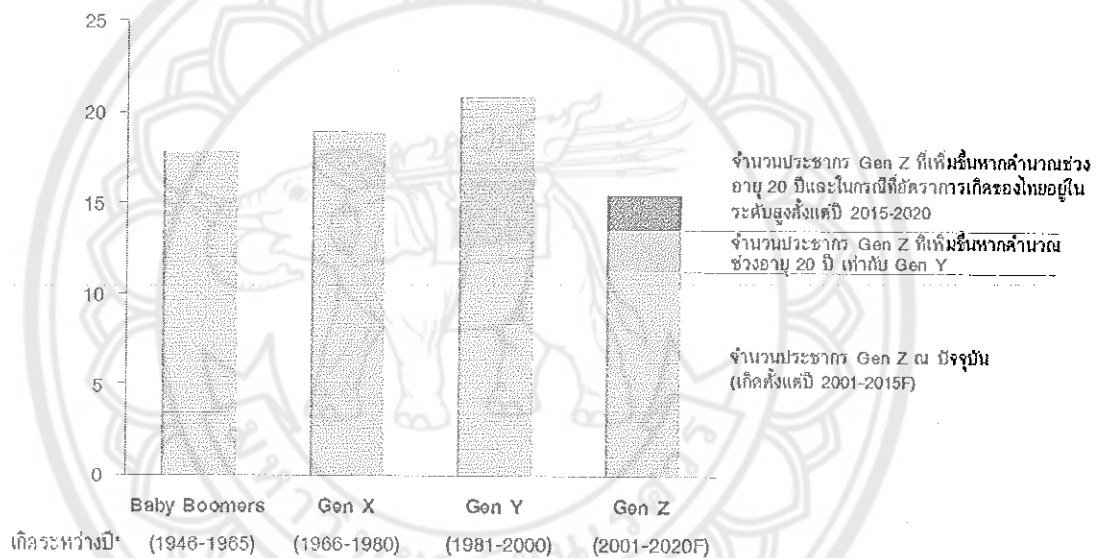 25
20
15
10
5
0
จำนวนประชากร Gen Z ที่เพิ่มขึ้นหากคำนวณช่วง
อายุ 20 ปีและในกรณีที่อัตราการเกิดของไทยอยู่ใน
ระดับสูงตั้งแต่ปี 2015-2020
จำนวนประชากร Gen Z ที่เพิ่มขึ้นหากคำนวณ
ช่วงอายุ 20 ปี เท่ากับ Gen Y
จำนวนประชากร Gen Z ณ ปัจจุบัน
(เกิดตั้งแต่ปี 2001-2015F)
Baby Boomers Gen X Gen Y Gen Z
เกิดระหว่างปี* (1946-1965) (1966-1980) (1981-2000) (2001-2020F)